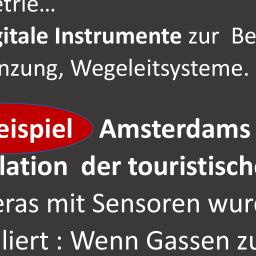 etrie...
gitale Instrumente zur Be
nzung, Wegeleitsysteme.
eispiel Amsterdams
lation der touristische
eras mit Sensoren wur
liert : Wenn Gassen zu